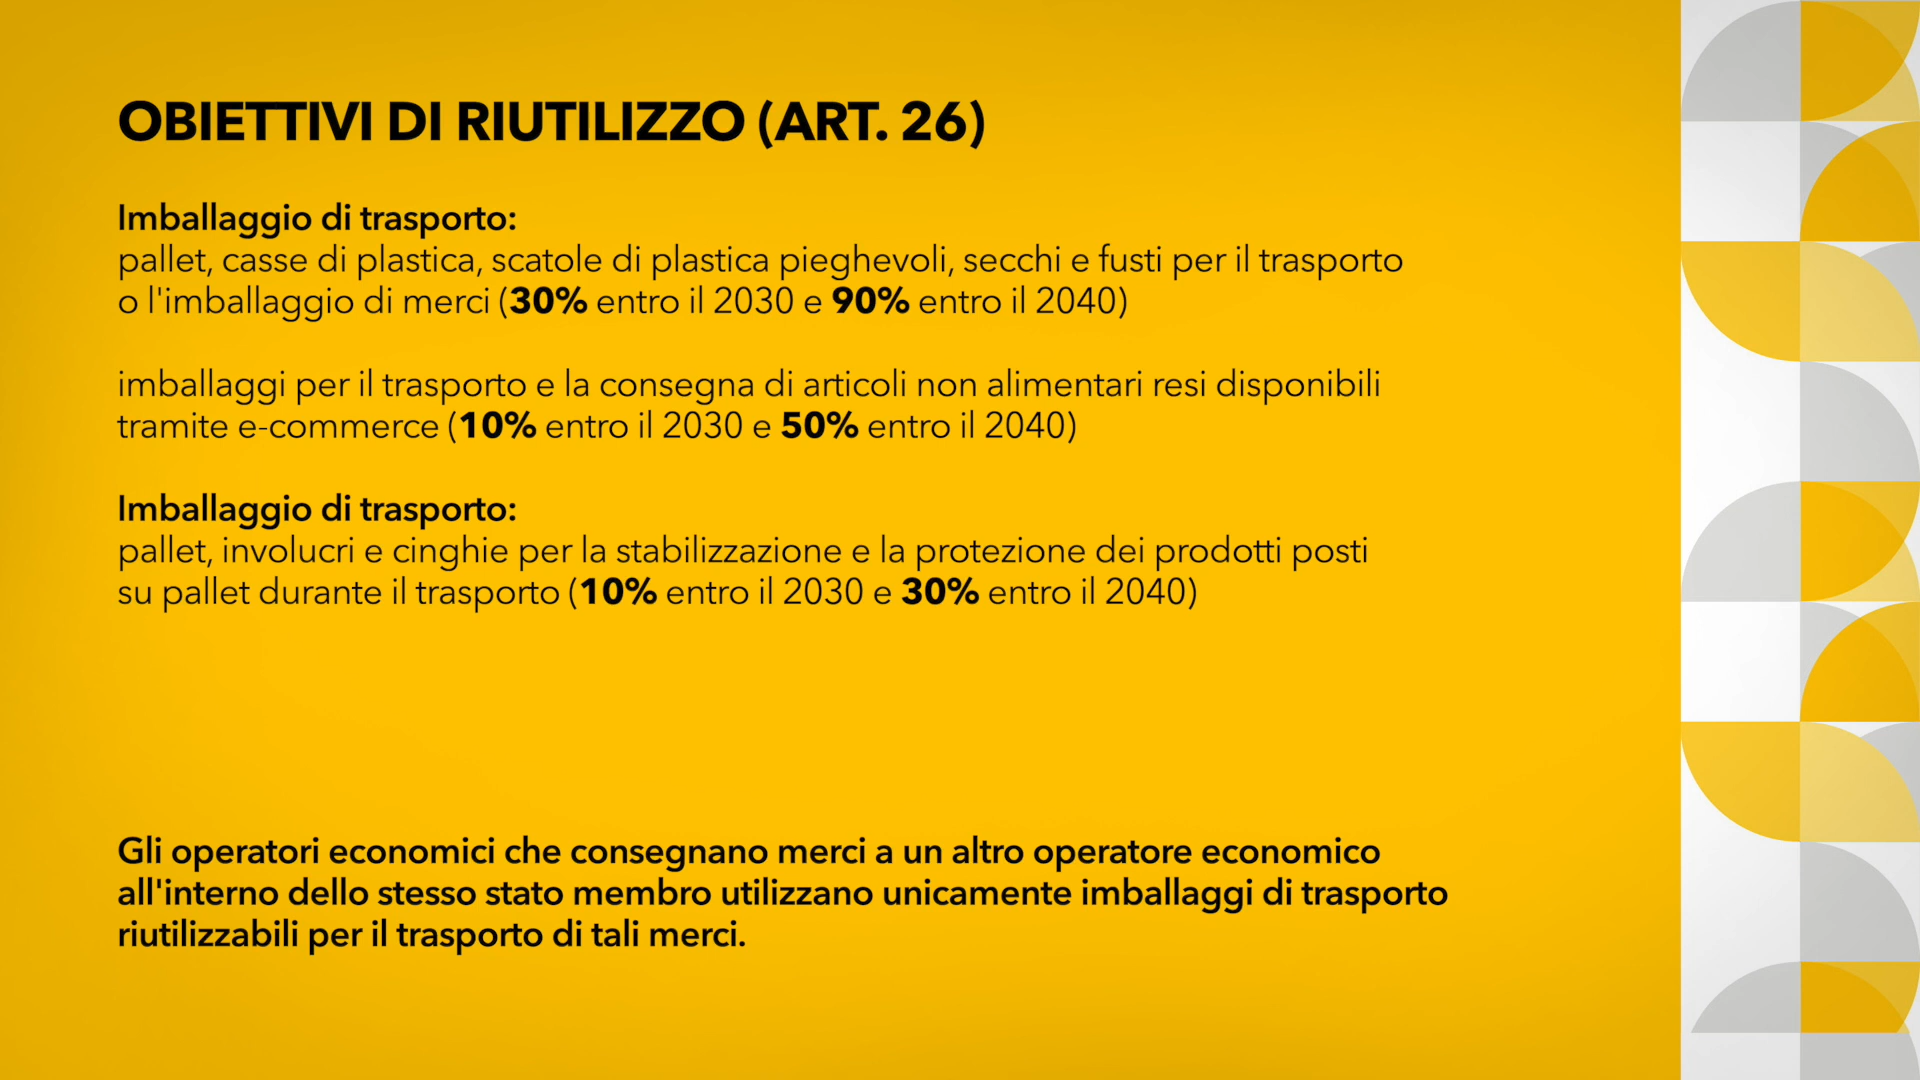 OBIETTIVI DI RIUTILIZZO (ART. 26)
Imballaggio di trasporto:
pallet, casse di plastica, scatole di plastica pieghevoli, secchi e fusti per il trasporto
o l'imballaggio di merci (30% entro il 2030 e 90% entro il 2040)
imballaggi per il trasporto e la consegna di articoli non alimentari resi disponibili
tramite e-commerce (10% entro il 2030 e 50% entro il 2040)
Imballaggio di trasporto:
pallet, involucri e cinghie per la stabilizzazione e la protezione dei prodotti posti
su pallet durante il trasporto (10% entro il 2030 e 30% entro il 2040)
Gli operatori economici che consegnano merci a un altro operatore economico
all'interno dello stesso stato membro utilizzano unicamente imballaggi di trasporto
riutilizzabili per il trasporto di tali merci.